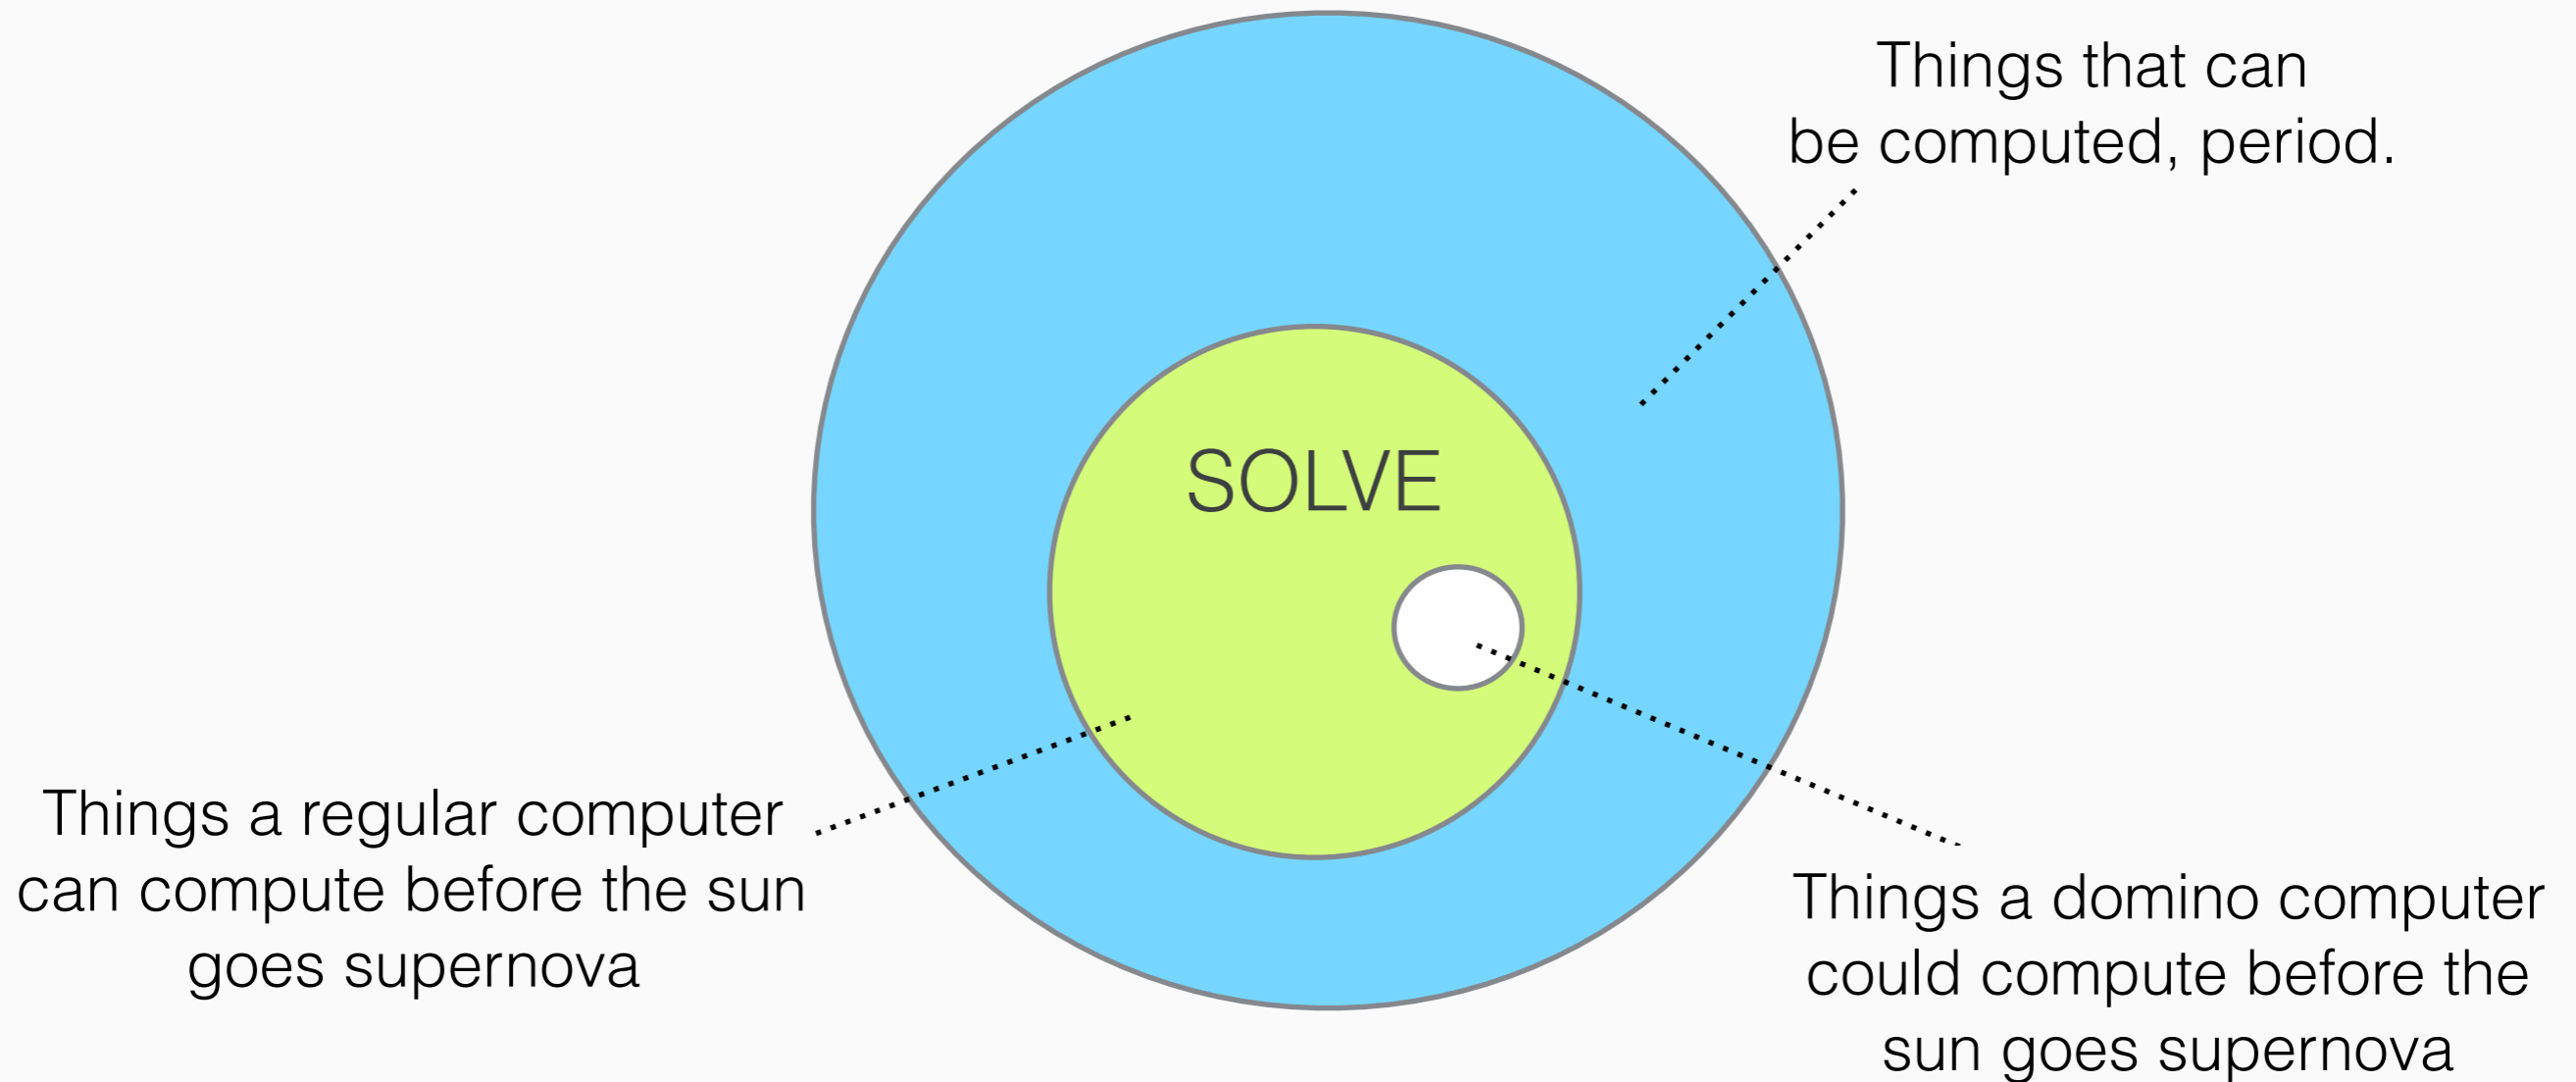 Things that can
be computed, period.
SOLVE
Things a regular computer
can compute before the sun
goes supernova
Things a domino computer
could compute before the
sun goes supernova